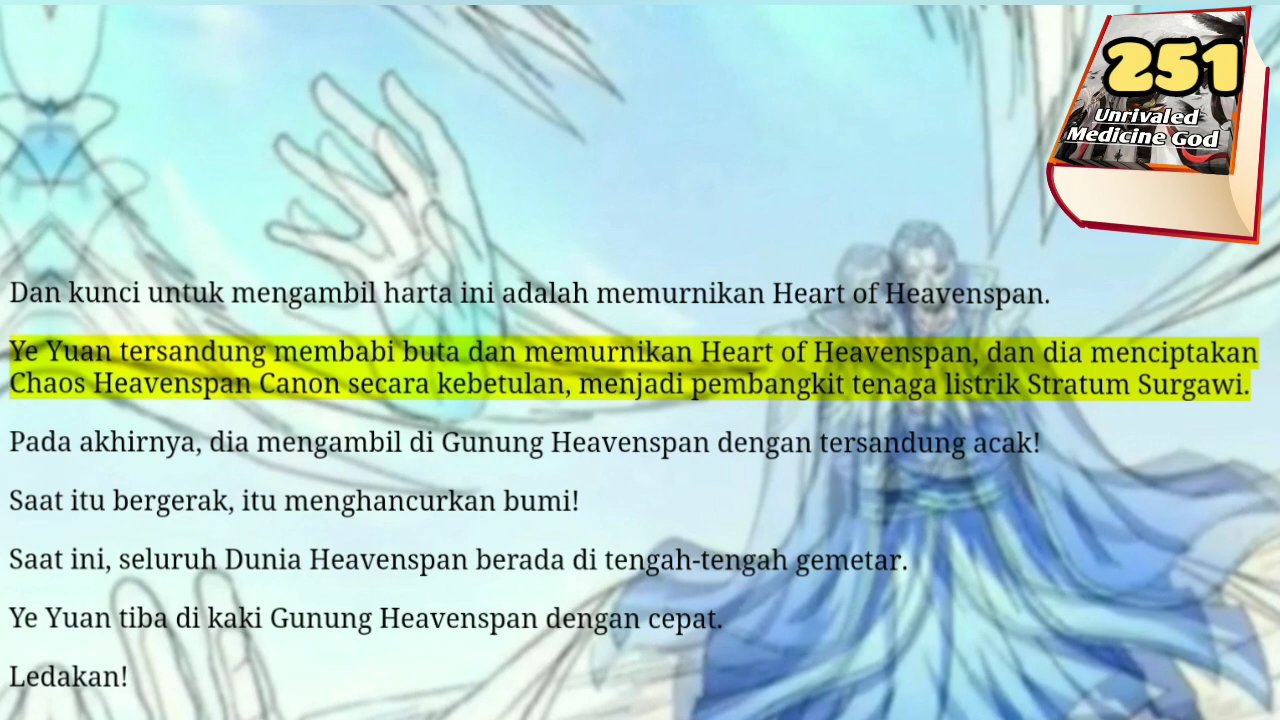 251
Unrivaled
Medicine God
Dan kunci untuk mengambil harta ini adalah memurnikan Heart of Heavenspan.
Ye Yuan tersandung membabi buta dan memurnikan Heart of Heavenspan, dan dia menciptakan
Chaos Heavenspan Canon secara kebetulan, menjadi pembangkit tenaga listrik Stratum Surgawi.
Pada akhirnya, dia mengambil di Gunung Heavenspan dengan tersandung acak!
Saat itu bergerak, itu menghancurkan bumi!
Saat ini, seluruh Dunia Heavenspan berada di tengah-tengah gemetar.
Ye Yuan tiba di kaki Gunung Heavenspan dengan cepat.
Ledakan!